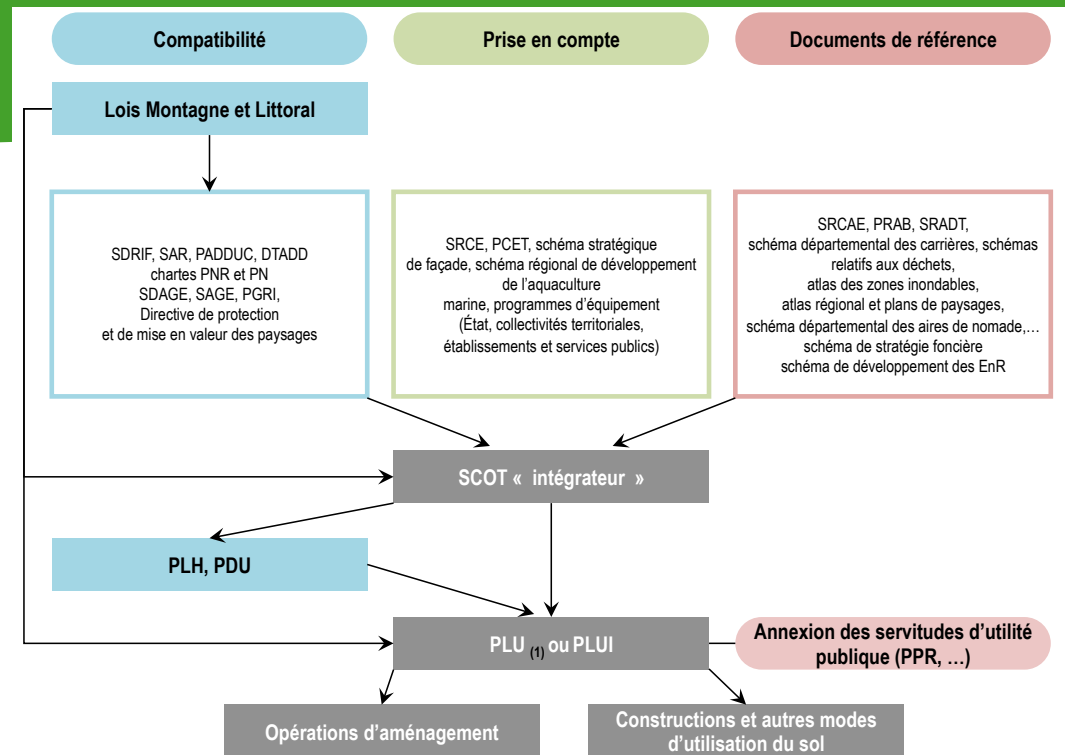 Compatibilité
Prise en compte
Documents de référence
Lois Montagne et Littoral
SDRIF, SAR, PADDUC, DTADD
chartes PNR et PN
SDAGE, SAGE, PGRI,
Directive de protection
et de mise en valeur des paysages
SRCE, PCET, schéma stratégique
de façade, schéma régional de développement
de l’aquaculture
marine, programmes d’équipement
(État, collectivités territoriales,
établissements et services publics)
SRCAE, PRAB, SRADT,
schéma départemental des carrières, schémas
relatifs aux déchets,
atlas des zones inondables,
atlas régional et plans de paysages,
schéma départemental des aires de nomade,…
schéma de stratégie foncière
schéma de développement des EnR
SCOT « intégrateur »
PLH, PDU
PLU (1) ou PLUI
Annexion des servitudes d’utilité
publique (PPR, …)
Opérations d’aménagement
Constructions et autres modes
d’utilisation du sol